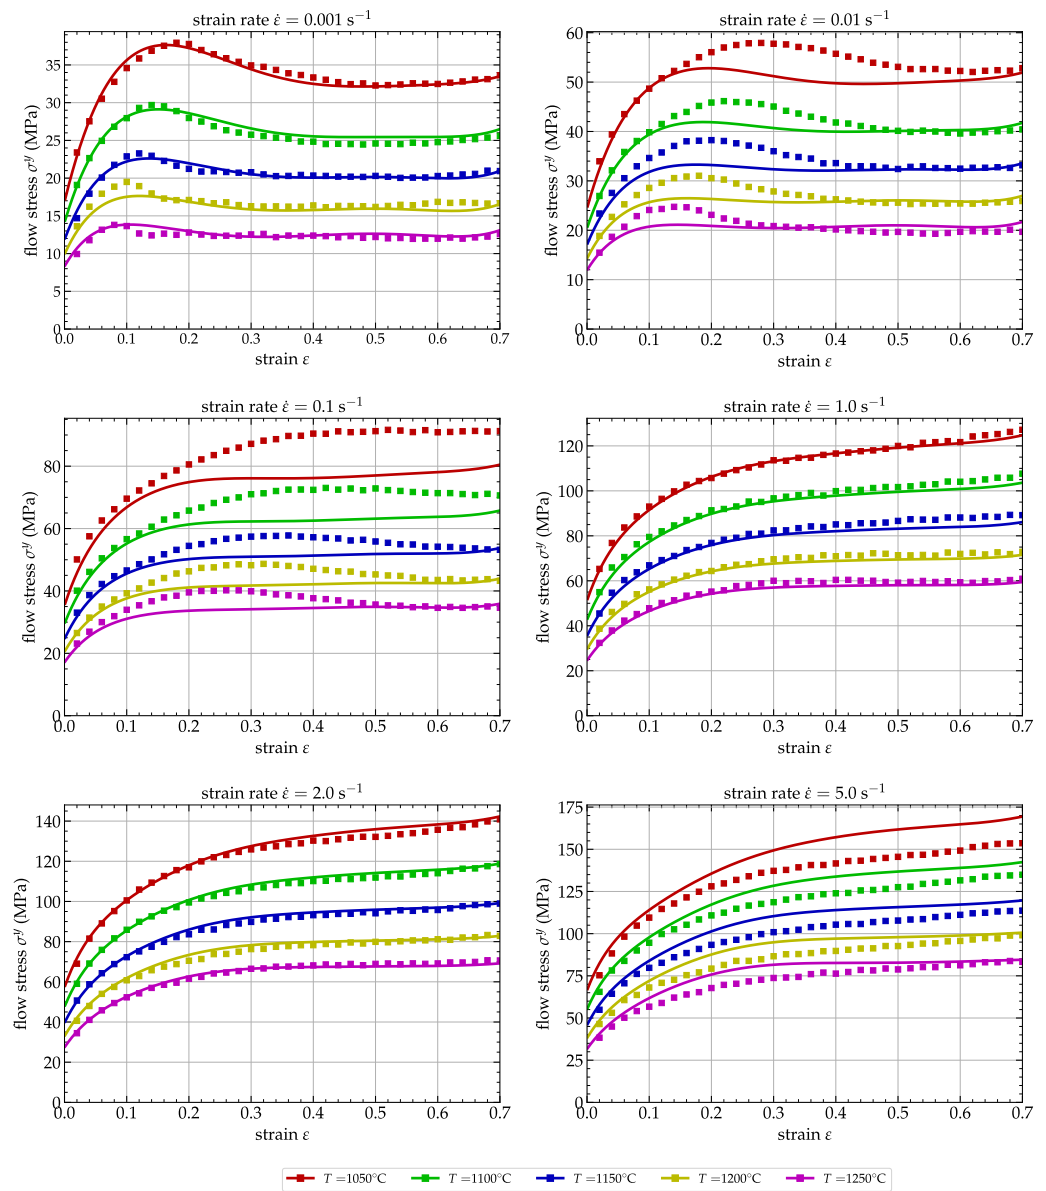 strain rate ε̇ = 0.001 s⁻¹
flow stress σʸ (MPa)
0
5
10
15
20
25
30
35
0.0 0.1 0.2 0.3 0.4 0.5 0.6 0.7
strain ε
strain rate ε̇ = 0.01 s⁻¹
flow stress σʸ (MPa)
0
10
20
30
40
50
60
0.0 0.1 0.2 0.3 0.4 0.5 0.6 0.7
strain ε
strain rate ε̇ = 0.1 s⁻¹
flow stress σʸ (MPa)
0
20
40
60
80
0.0 0.1 0.2 0.3 0.4 0.5 0.6 0.7
strain ε
strain rate ε̇ = 1.0 s⁻¹
flow stress σʸ (MPa)
0
20
40
60
80
100
120
0.0 0.1 0.2 0.3 0.4 0.5 0.6 0.7
strain ε
strain rate ε̇ = 2.0 s⁻¹
flow stress σʸ (MPa)
0
20
40
60
80
100
120
140
0.0 0.1 0.2 0.3 0.4 0.5 0.6 0.7
strain ε
strain rate ε̇ = 5.0 s⁻¹
flow stress σʸ (MPa)
0
25
50
75
100
125
150
175
0.0 0.1 0.2 0.3 0.4 0.5 0.6 0.7
strain ε
T =1050°C T =1100°C T =1150°C T =1200°C T =1250°C